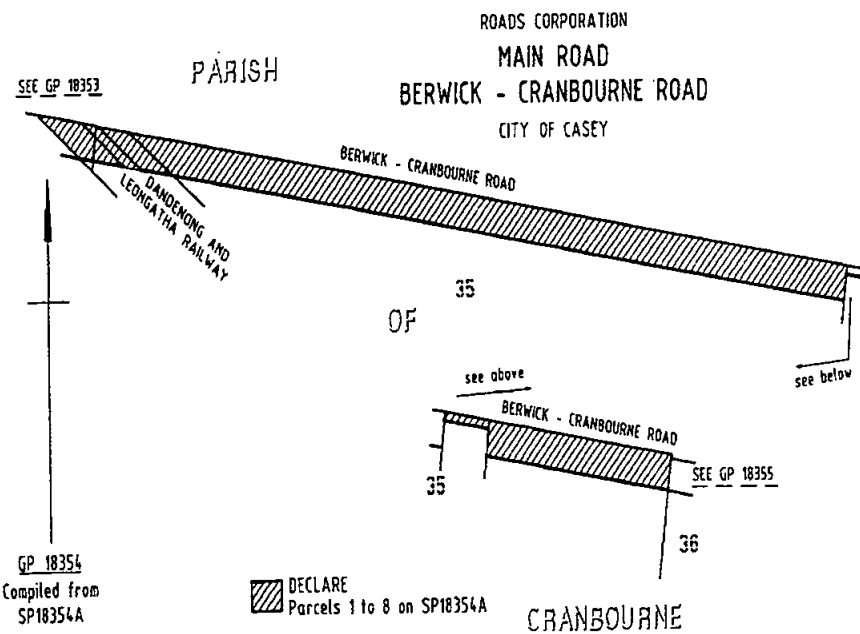 ROADS CORPORATION
MAIN ROAD
BERWICK - CRANBOURNE ROAD
CITY OF CASEY
PARISH
SEE GP 18353
BERWICK - CRANBOURNE ROAD
DANDENONG AND
LEONGATHA RAILWAY
35
OF
see below
see above
BERWICK - CRANBOURNE ROAD
35
SEE GP 18355
36
GP 18354
Compiled from
SP18354A
DECLARE
Parcels 1 to 8 on SP18354A
CRANBOURNE